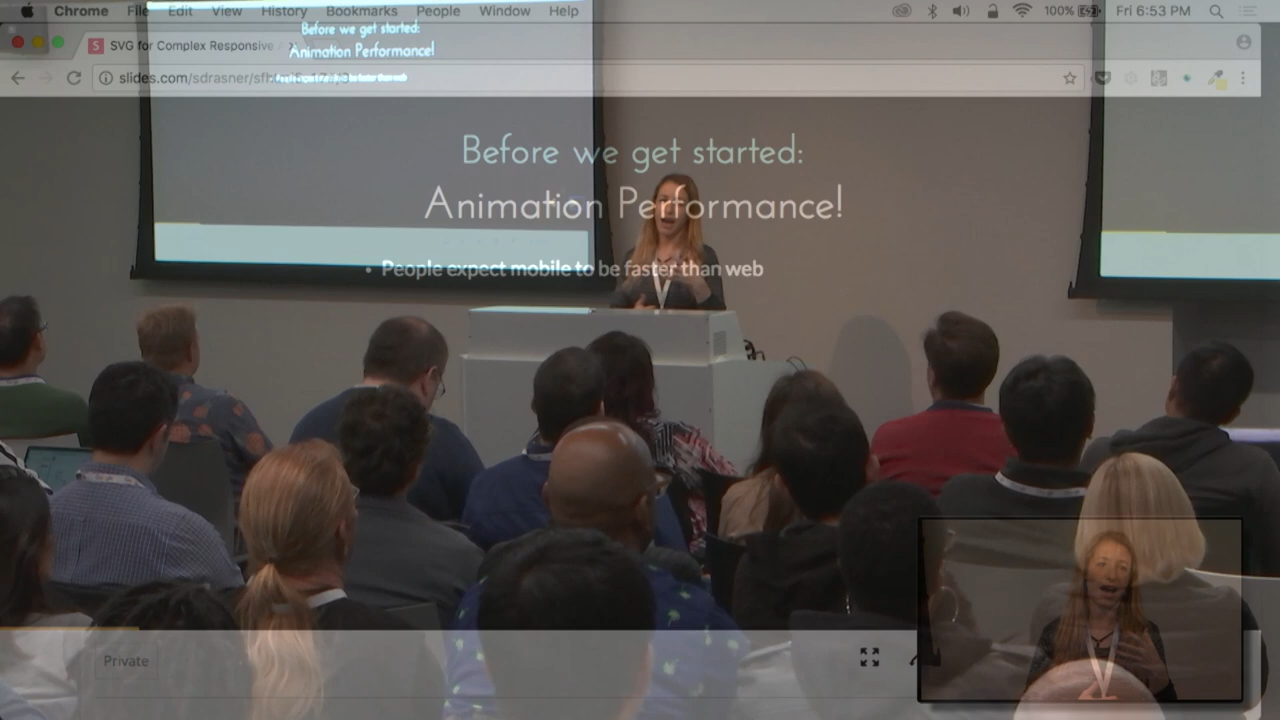 Chrome File Edit View History Bookmarks People Window Help 100% Fri 6:53 PM
Before we get started:
Animation Performance!
SVG for Complex Responsive
slides.com/sdrasner/sf
Before we get started:
Animation Performance!
• People expect mobile to be faster than web
Private